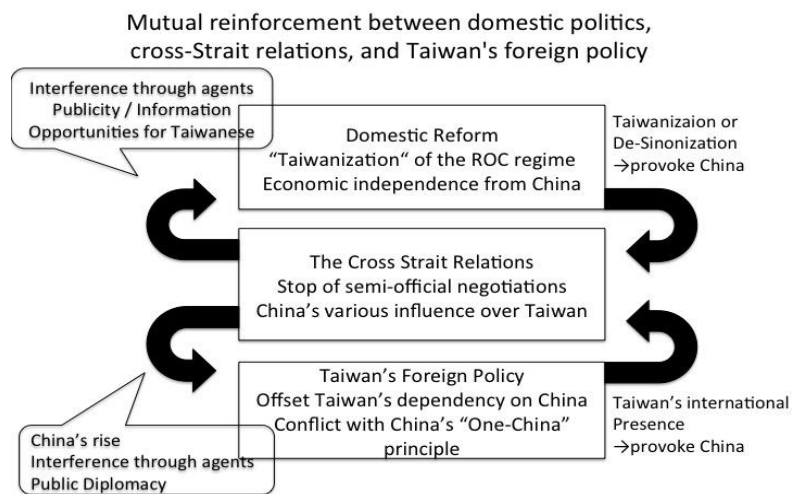 Mutual reinforcement between domestic politics,
cross-Strait relations, and Taiwan's foreign policy
Interference through agents
Publicity / Information
Opportunities for Taiwanese
Domestic Reform
“Taiwanization“ of the ROC regime
Economic independence from China
Taiwanizaion or
De-Sinonization
→provoke China
The Cross Strait Relations
Stop of semi-official negotiations
China’s various influence over Taiwan
Taiwan’s Foreign Policy
Offset Taiwan’s dependency on China
Conflict with China’s “One-China”
principle
Taiwan’s international
Presence
→provoke China
China’s rise
Interference through agents
Public Diplomacy